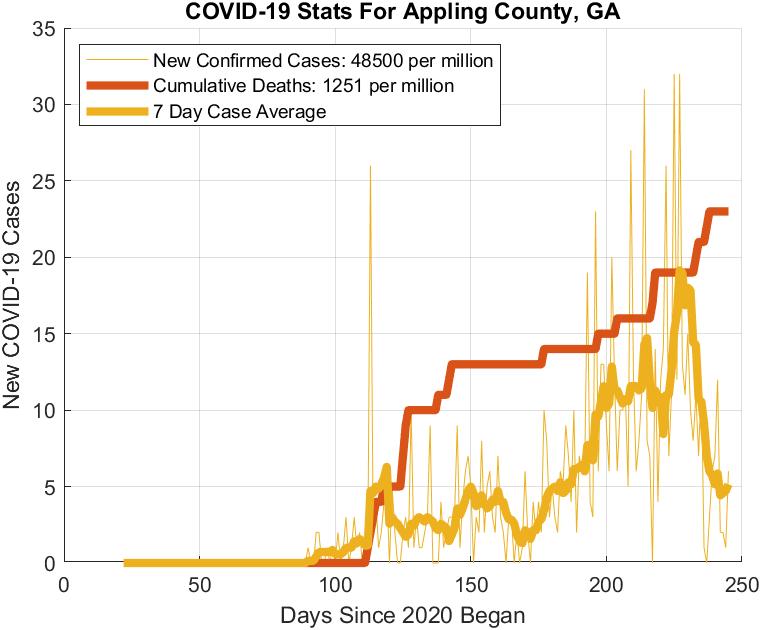 COVID-19 Stats For Appling County, GA
New Confirmed Cases: 48500 per million
Cumulative Deaths: 1251 per million
7 Day Case Average
New COVID-19 Cases
35
30
25
20
15
10
5
0
0 50 100 150 200 250
Days Since 2020 Began